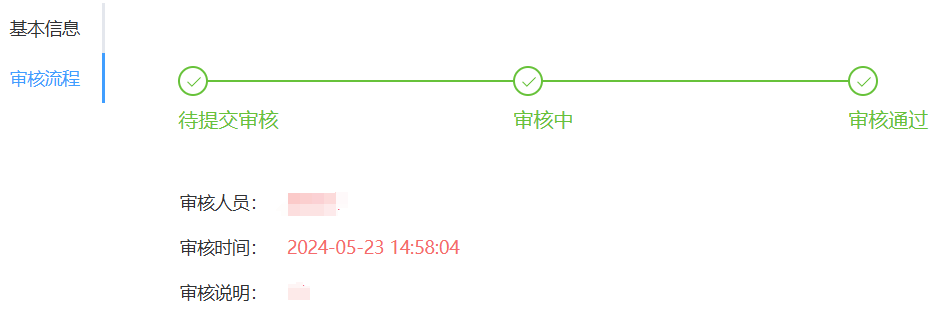 基本信息
审核流程
待提交审核 审核中 审核通过
审核人员：
审核时间： 2024-05-23 14:58:04
审核说明：